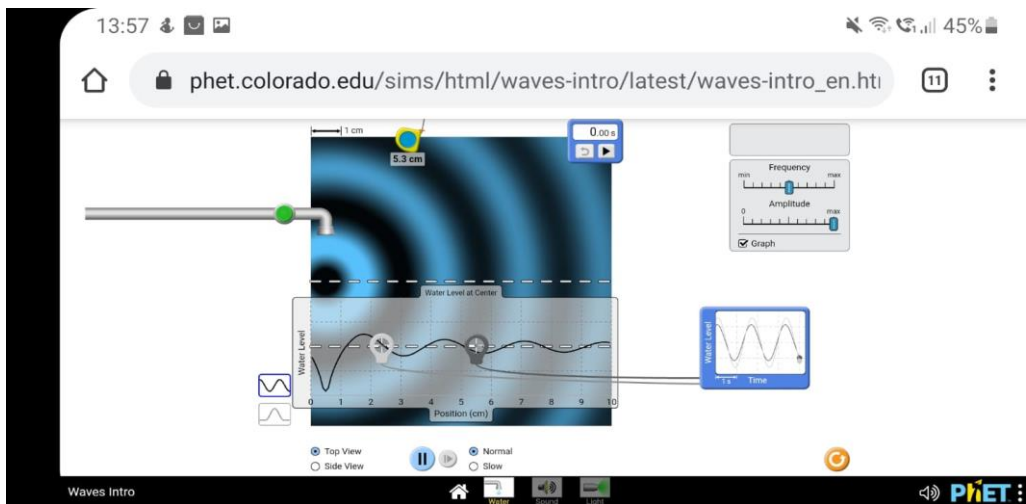 13:57 45%
phet.colorado.edu/sims/html/waves-intro/latest/waves-intro_en.ht
11
1 cm
5.3 cm
0.00 s
Frequency
min max
Amplitude
0 max
Graph
Water Level at Center
Water Level
0 1 2 3 4 5 6 7 8 9 10
Position (cm)
Water Level
1 s
Time
Top View
Side View
Normal
Slow
Waves Intro
Water Sound Light
PhET